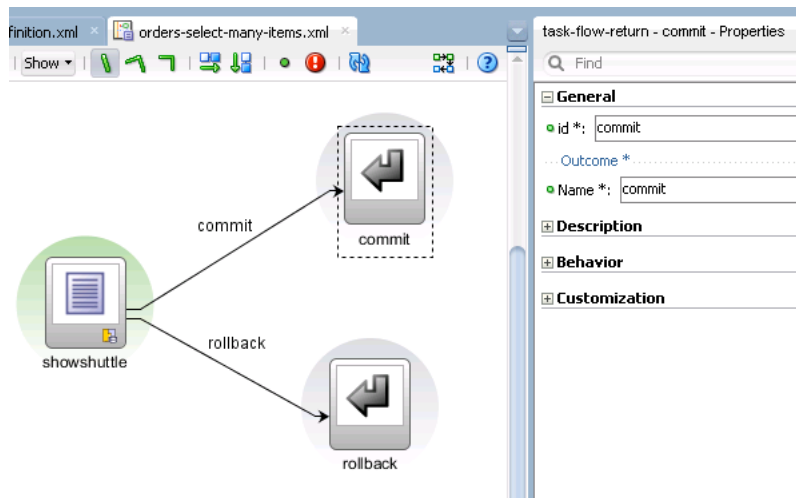 finition.xml
orders-select-many-items.xml
task-flow-return - commit - Properties
Show
Find
General
id *: commit
Outcome *
Name *: commit
Description
Behavior
Customization
commit
commit
showshuttle
rollback
rollback